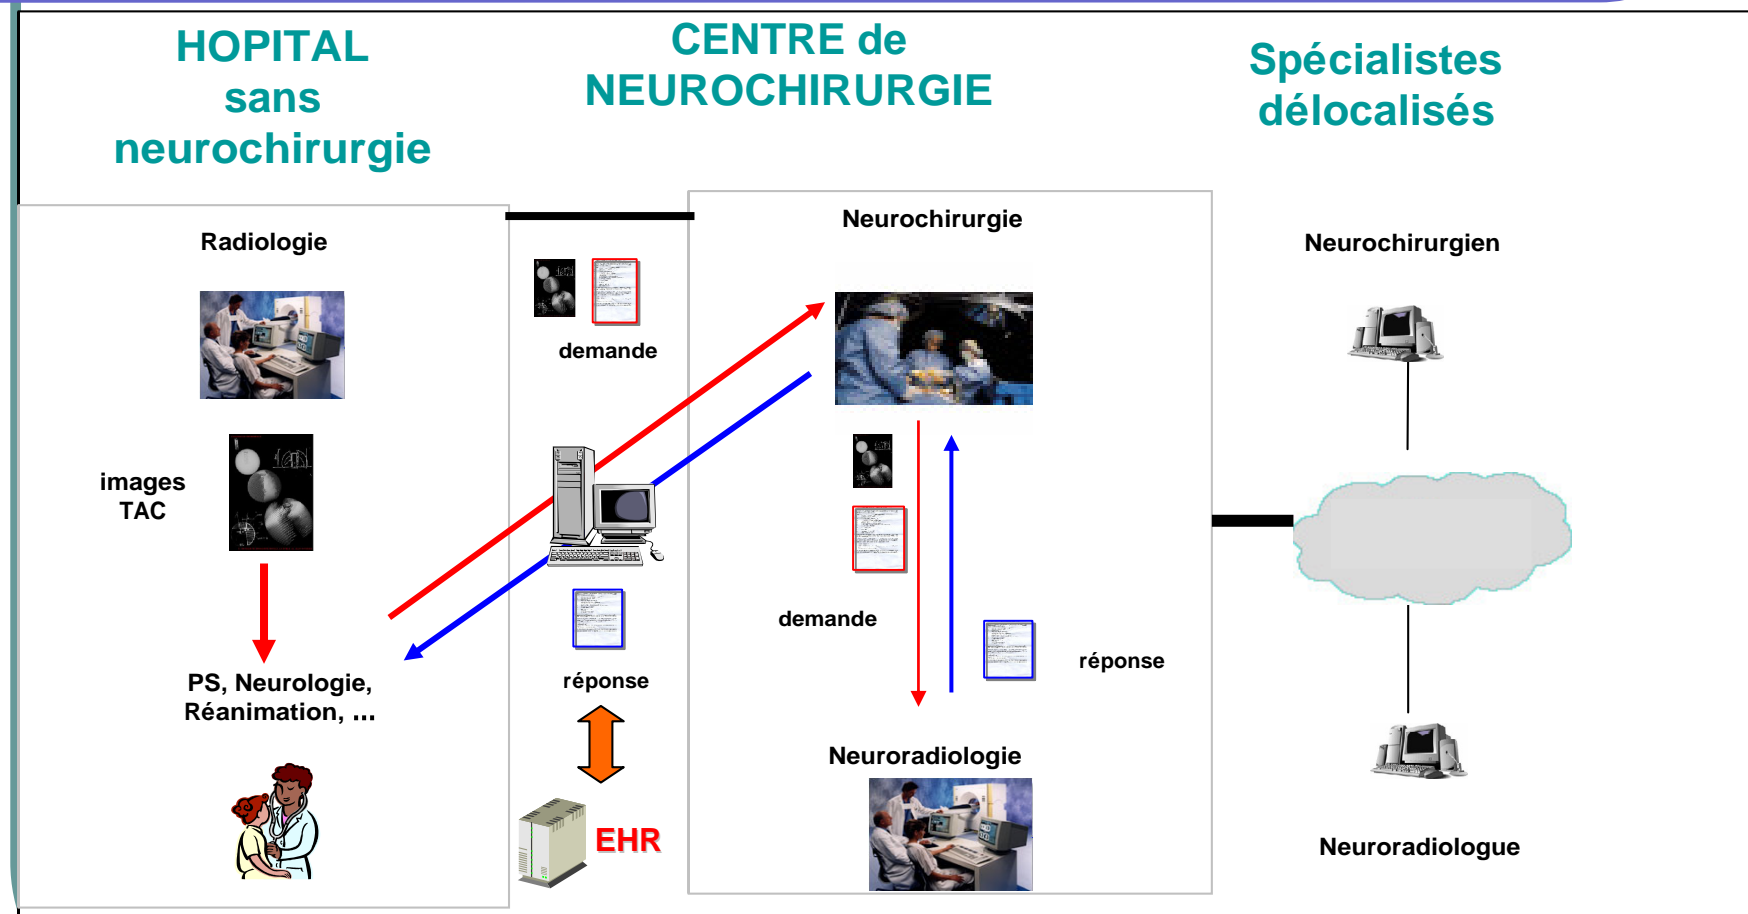 HOPITAL
sans
neurochirurgie
CENTRE de
NEUROCHIRURGIE
Spécialistes
délocalisés
Radiologie
images
TAC
PS, Neurologie,
Réanimation, ...
demande
réponse
EHR
Neurochirurgie
demande
réponse
Neuroradiologie
Neurochirurgien
Neuroradiologue